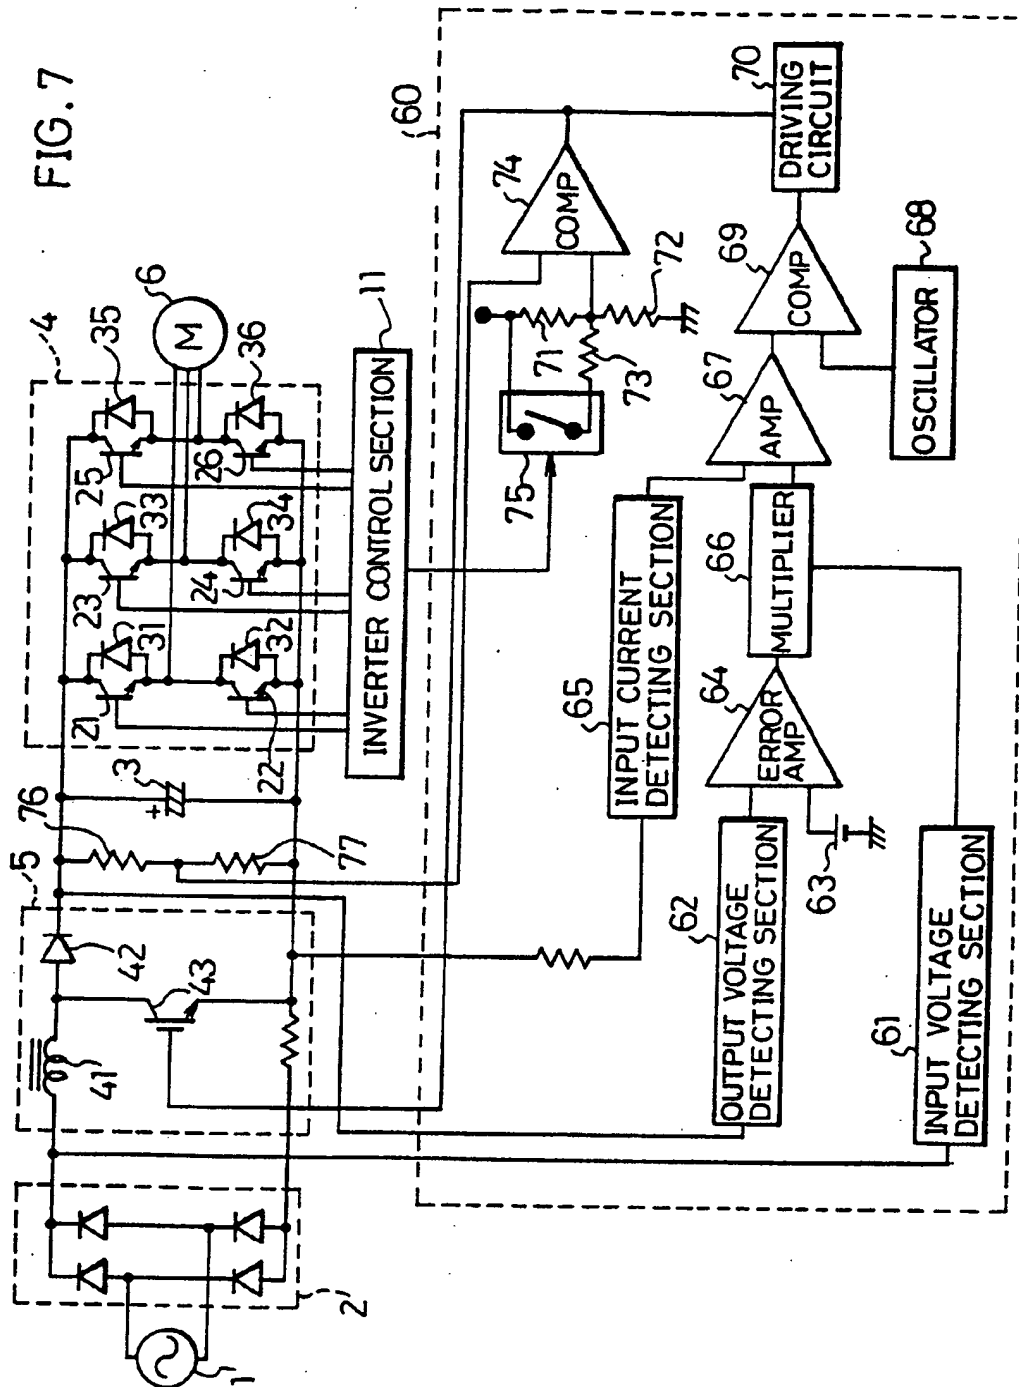 FIG. 7
1
2
5
41
42
43
76
77
3
4
21
22
31
32
23
24
33
34
25
26
35
36
6
M
+
INVERTER CONTROL SECTION
11
60
75
71
72
73
74
COMP
65
INPUT CURRENT
DETECTING SECTION
62
OUTPUT VOLTAGE
DETECTING SECTION
63
64
ERROR
AMP
66
MULTIPLIER
67
AMP
69
COMP
70
DRIVING
CIRCUIT
68
OSCILLATOR
61
INPUT VOLTAGE
DETECTING SECTION